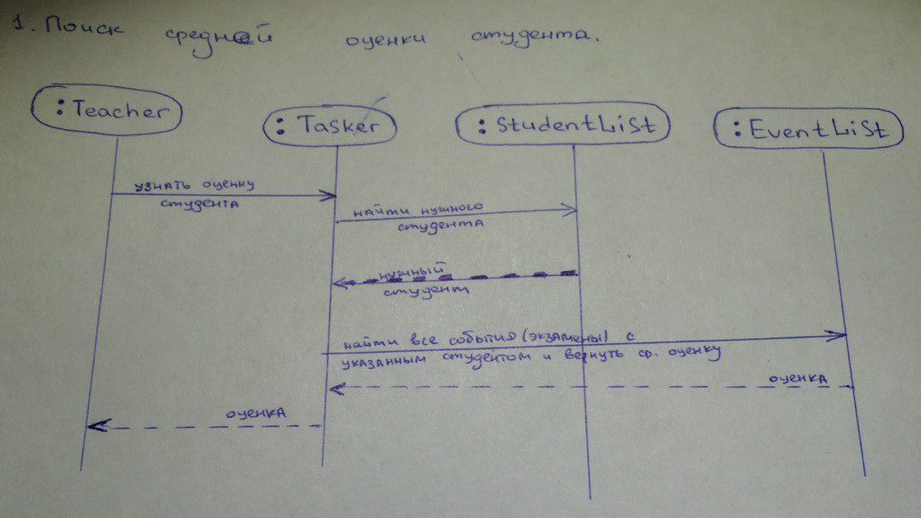 1. Поиск средней оценки студента.
:Teacher
:Tasker
:StudentList
:EventList
узнать оценку
студента
найти нужного
студента
нужный
студент
найти все события (экзамены) с
указанным студентом и вернуть ср. оценку
оценка
оценка